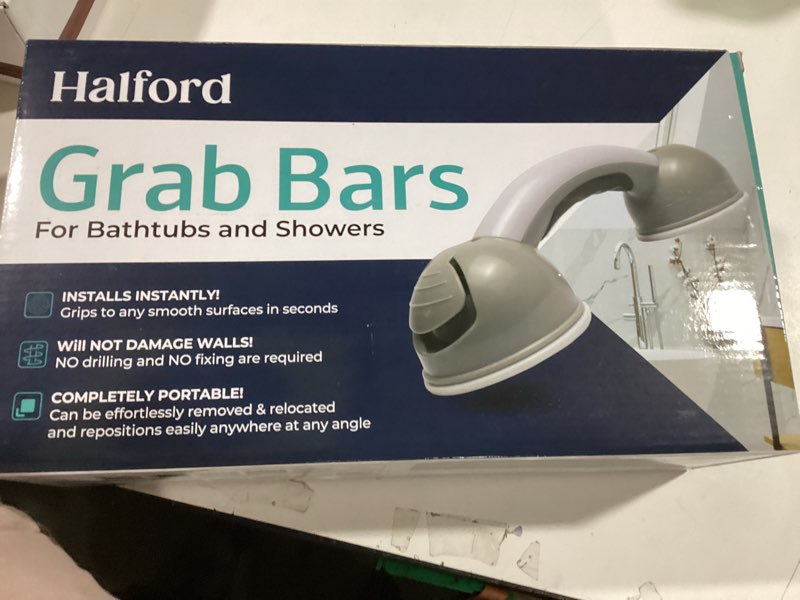 Halford
Grab Bars
For Bathtubs and Showers
INSTALLS INSTANTLY!
Grips to any smooth surfaces in seconds
Will NOT DAMAGE WALLS!
NO drilling and NO fixing are required
COMPLETELY PORTABLE!
Can be effortlessly removed & relocated
and repositions easily anywhere at any angle